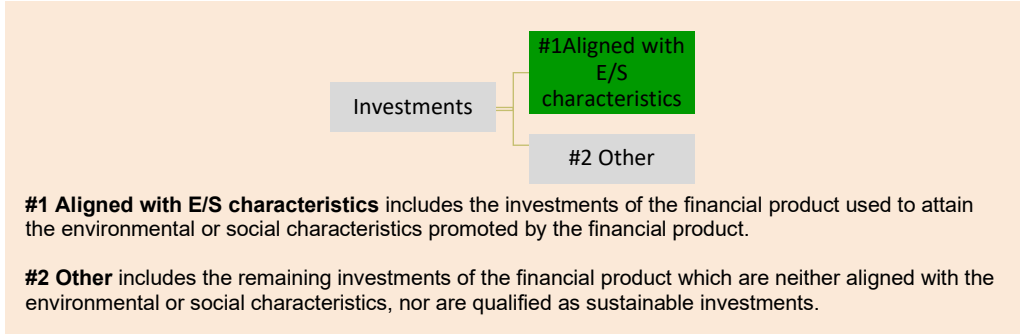 #1Aligned with
E/S
characteristics
Investments
#2 Other
#1 Aligned with E/S characteristics includes the investments of the financial product used to attain
the environmental or social characteristics promoted by the financial product.
#2 Other includes the remaining investments of the financial product which are neither aligned with the
environmental or social characteristics, nor are qualified as sustainable investments.